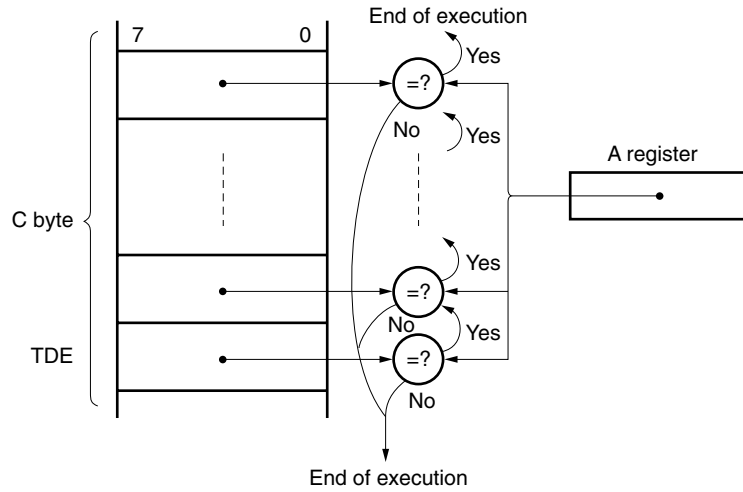 End of execution
7 0
Yes
=?
No
Yes
A register
C byte
Yes
=?
No
Yes
TDE
=?
No
End of execution